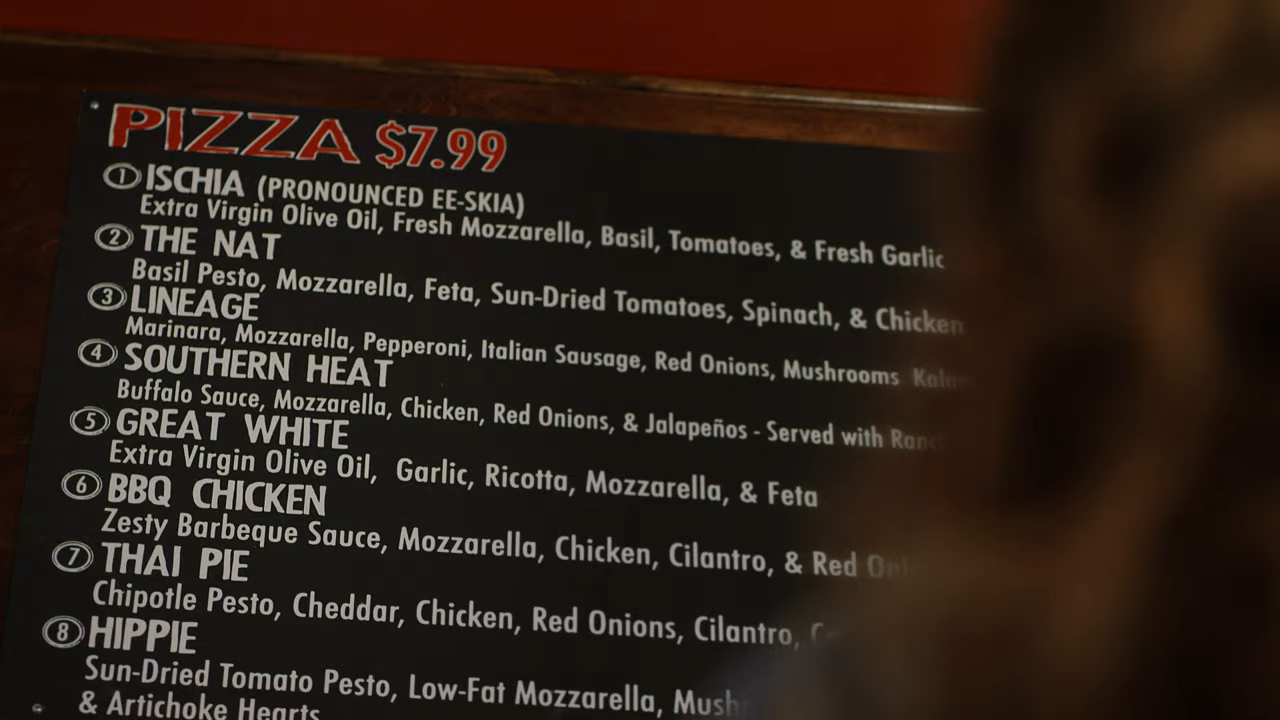 PIZZA $7.99
1 ISCHIA (PRONOUNCED EE-SKIA)
Extra Virgin Olive Oil, Fresh Mozzarella, Basil, Tomatoes, & Fresh Garlic
2 THE NAT
Basil Pesto, Mozzarella, Feta, Sun-Dried Tomatoes, Spinach, & Chicken
3 LINEAGE
Marinara, Mozzarella, Pepperoni, Italian Sausage, Red Onions, Mushrooms
4 SOUTHERN HEAT
Buffalo Sauce, Mozzarella, Chicken, Red Onions, & Jalapeños - Served with
5 GREAT WHITE
Extra Virgin Olive Oil, Garlic, Ricotta, Mozzarella, & Feta
6 BBQ CHICKEN
Zesty Barbeque Sauce, Mozzarella, Chicken, Cilantro, & Red
7 THAI PIE
Chipotle Pesto, Cheddar, Chicken, Red Onions, Cilantro,
8 HIPPIE
Sun-Dried Tomato Pesto, Low-Fat Mozzarella,
& Artichoke Hearts